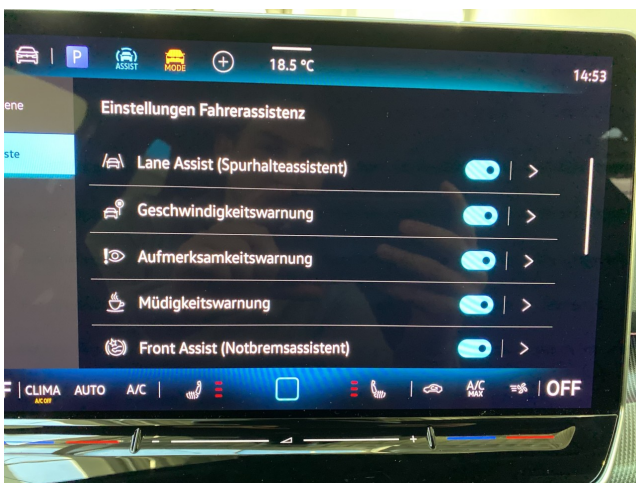 P
ASSIST
MODE
18.5 °C
14:53
ene
Einstellungen Fahrerassistenz
ste
Lane Assist (Spurhalteassistent)
Geschwindigkeitswarnung
Aufmerksamkeitswarnung
Müdigkeitswarnung
Front Assist (Notbremsassistent)
F CLIMA AUTO A/C A/C MAX OFF
A/C OFF